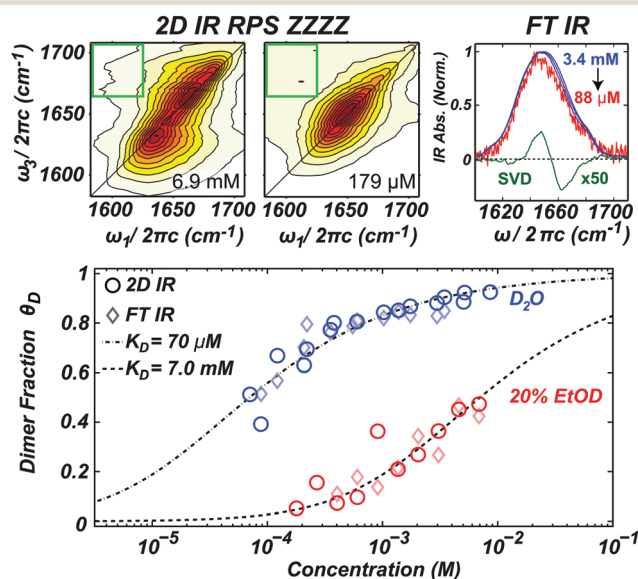 2D IR RPS ZZZZ
FT IR
ω₃/ 2πc (cm⁻¹)
1700
1650
1600
6.9 mM
179 µM
1600 1650 1700
1600 1650 1700
ω₁/ 2πc (cm⁻¹)
ω₁/ 2πc (cm⁻¹)
IR Abs. (Norm.)
1
0.5
0
3.4 mM
88 µM
SVD
x50
1620 1660 1700
ω/ 2πc (cm⁻¹)
Dimer Fraction θD
1
0.8
0.6
0.4
0.2
0
2D IR
FT IR
KD= 70 µM
KD= 7.0 mM
D₂O
20% EtOD
10⁻⁵ 10⁻⁴ 10⁻³ 10⁻² 10⁻¹
Concentration (M)